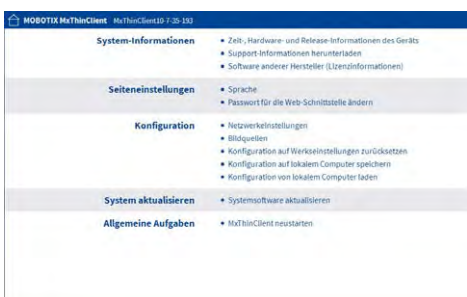 MOBOTIX MxThinClient MxThinClient10-7-35-193
System-Informationen
Zeit-, Hardware- und Release-Informationen des Geräts
Support-Informationen herunterladen
Software anderer Hersteller (Lizenzinformationen)
Seiteneinstellungen
Sprache
Passwort für die Web-Schnittstelle ändern
Konfiguration
Netzwerkeinstellungen
Bildquellen
Konfiguration auf Werkseinstellungen zurücksetzen
Konfiguration auf lokalem Computer speichern
Konfiguration von lokalem Computer laden
System aktualisieren
Systemsoftware aktualisieren
Allgemeine Aufgaben
MxThinClient neustarten